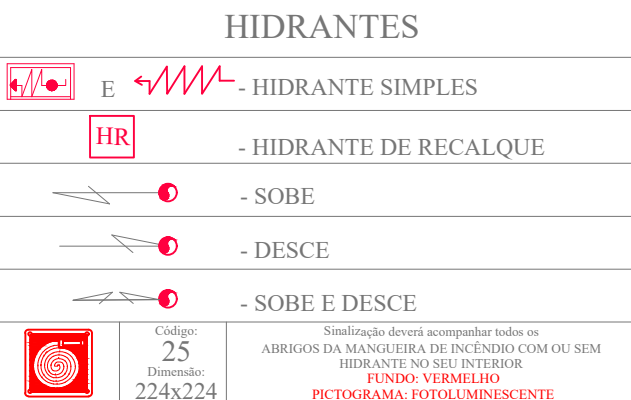 HIDRANTES
E - HIDRANTE SIMPLES
HR - HIDRANTE DE RECALQUE
- SOBE
- DESCE
- SOBE E DESCE
Código:
25
Dimensão:
224x224
Sinalização deverá acompanhar todos os
ABRIGOS DA MANGUEIRA DE INCÊNDIO COM OU SEM
HIDRANTE NO SEU INTERIOR
FUNDO: VERMELHO
PICTOGRAMA: FOTOLUMINESCENTE